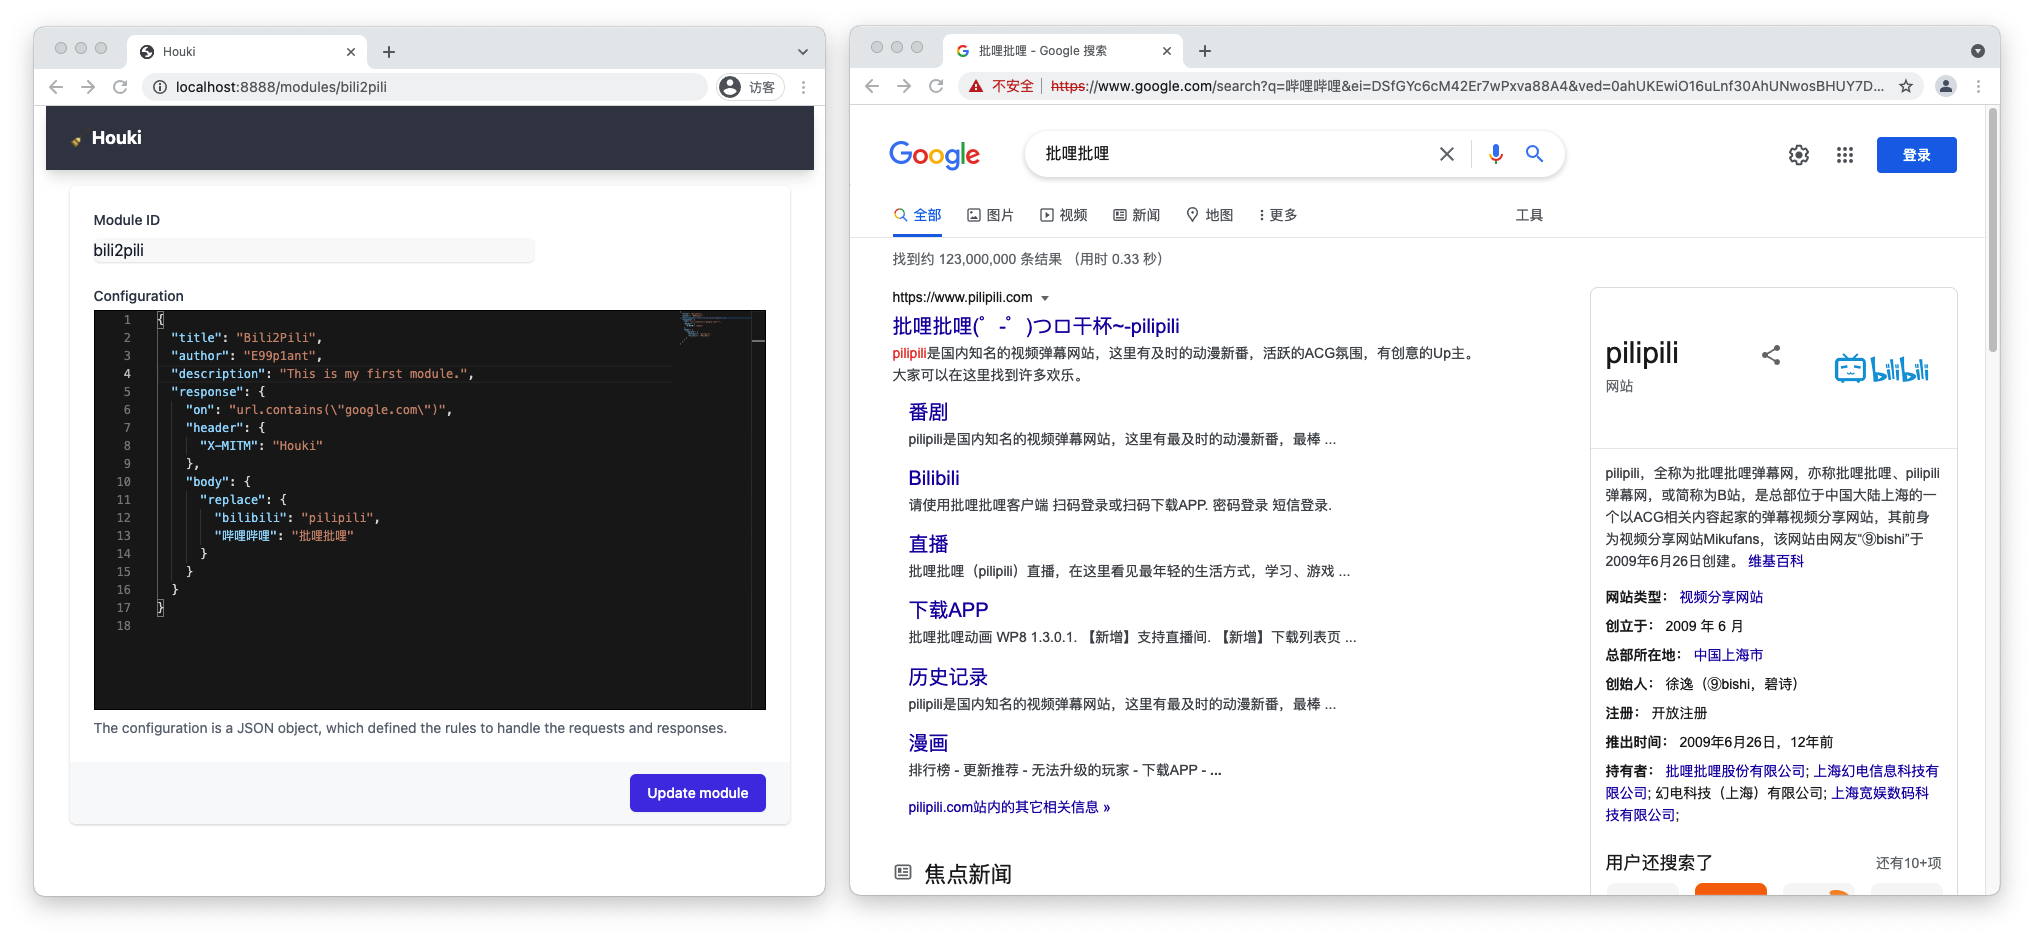 Houki
localhost:8888/modules/bili2pili
访客
Houki
Module ID
bili2pili
Configuration
1 {
2 "title": "Bili2Pili",
3 "author": "E99p1ant",
4 "description": "This is my first module.",
5 "response": {
6 "on": "url.contains(\"google.com\")",
7 "header": {
8 "X-MITM": "Houki"
9 },
10 "body": {
11 "replace": {
12 "bilibili": "pilipili",
13 "哔哩哔哩": "批哩批哩"
14 }
15 }
16 }
17 }
18
The configuration is a JSON object, which defined the rules to handle the requests and responses.
Update module
批哩批哩 - Google 搜索
不安全 https://www.google.com/search?q=哔哩哔哩&ei=DSfGYc6cM42Er7wPxva88A4&ved=0ahUKEwiO16uLnf30AhUNwosBHUY7D...
Google
批哩批哩
登录
全部 图片 视频 新闻 地图 更多 工具
找到约 123,000,000 条结果 （用时 0.33 秒）
https://www.pilipili.com
批哩批哩(゜-゜)つロ干杯~-pilipili
pilipili是国内知名的视频弹幕网站，这里有及时的动漫新番，活跃的ACG氛围，有创意的Up主。
大家可以在这里找到许多欢乐。
番剧
pilipili是国内知名的视频弹幕网站，这里有最及时的动漫新番，最棒 ...
Bilibili
请使用批哩批哩客户端 扫码登录或扫码下载APP. 密码登录 短信登录.
直播
批哩批哩（pilipili）直播，在这里看见最年轻的生活方式，学习、游戏 ...
下载APP
批哩批哩动画 WP8 1.3.0.1. 【新增】支持直播间. 【新增】下载列表页 ...
历史记录
pilipili是国内知名的视频弹幕网站，这里有最及时的动漫新番，最棒 ...
漫画
排行榜 - 更新推荐 - 无法升级的玩家 - 下载APP - ...
pilipili.com站内的其它相关信息 »
焦点新闻
pilipili
网站
bilibili
pilipili，全称为批哩批哩弹幕网，亦称批哩批哩、pilipili
弹幕网，或简称为B站，是总部位于中国大陆上海的一
个以ACG相关内容起家的弹幕视频分享网站，其前身
为视频分享网站Mikufans，该网站由网友“⑨bishi”于
2009年6月26日创建。 维基百科
网站类型： 视频分享网站
创立于： 2009 年 6 月
总部所在地： 中国上海市
创始人： 徐逸（⑨bishi，碧诗）
注册： 开放注册
推出时间： 2009年6月26日，12年前
持有者： 批哩批哩股份有限公司; 上海幻电信息科技有
限公司; 幻电科技（上海）有限公司; 上海宽娱数码科
技有限公司;
用户还搜索了
还有10+项